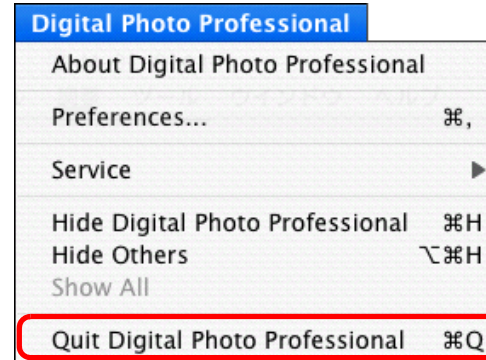 Digital Photo Professional
About Digital Photo Professional
Preferences... ⌘,
Service ▶
Hide Digital Photo Professional ⌘H
Hide Others ⌥⌘H
Show All
Quit Digital Photo Professional ⌘Q